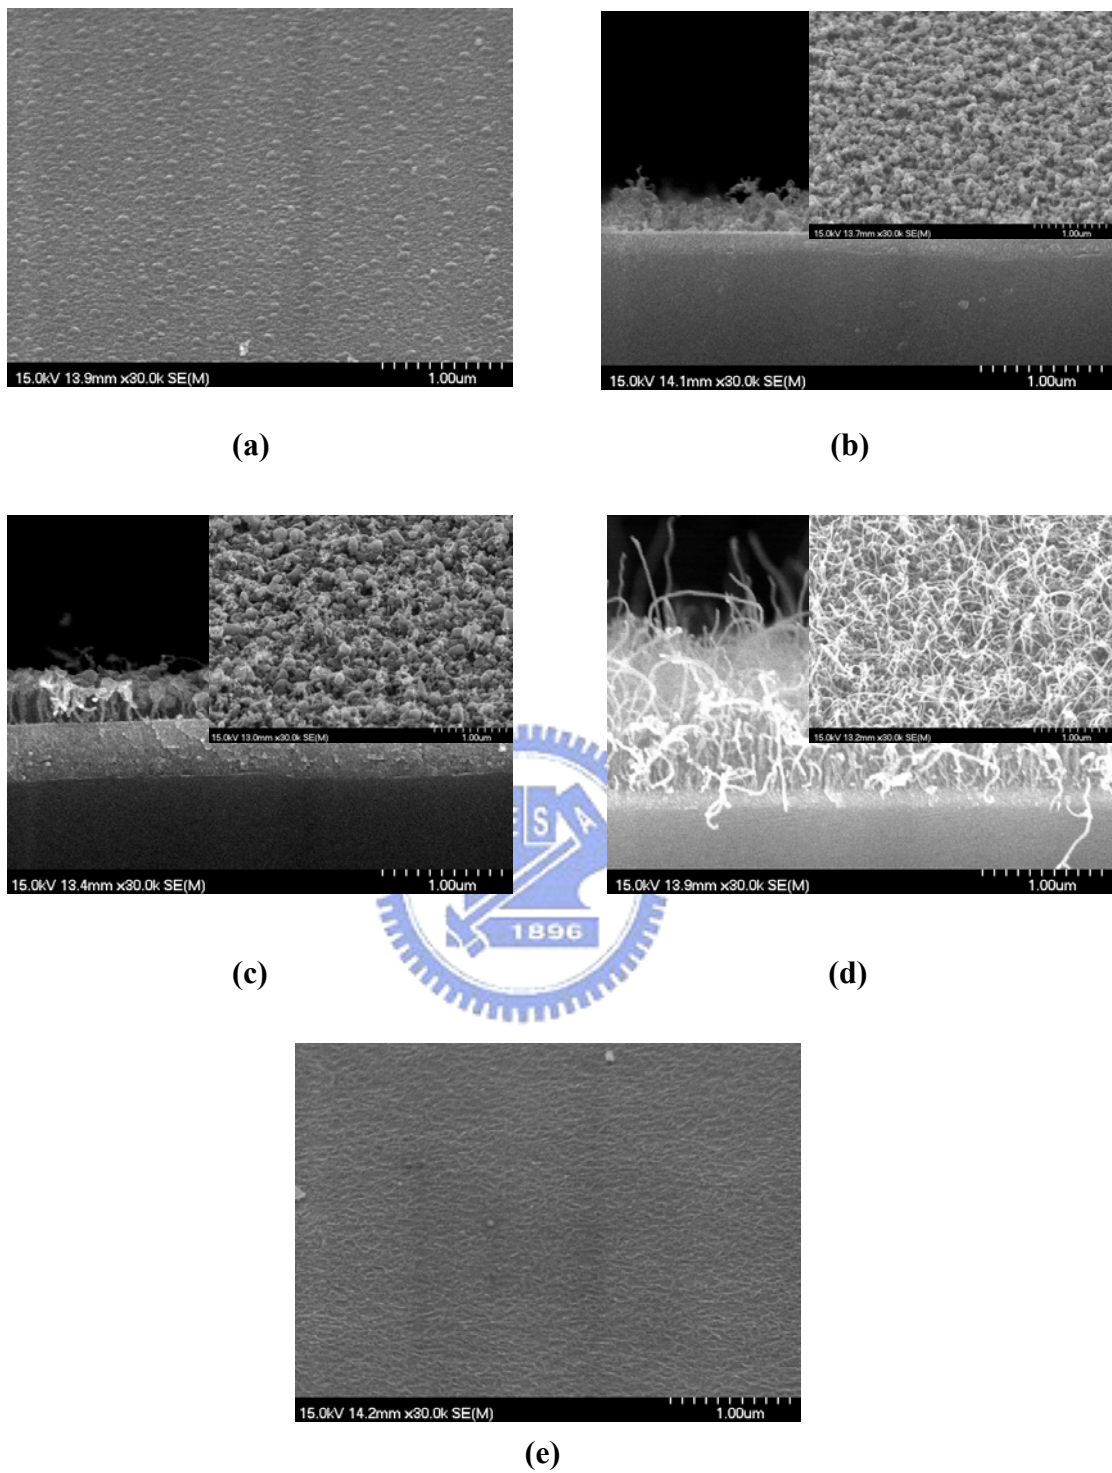 15.0kV 13.9mm x30.0k SE(M) 1.00um
15.0kV 13.7mm x30.0k SE(M) 1.00um
15.0kV 14.1mm x30.0k SE(M) 1.00um
(a)
(b)
15.0kV 13.0mm x30.0k SE(M) 1.00um
15.0kV 13.4mm x30.0k SE(M) 1.00um
15.0kV 13.2mm x30.0k SE(M) 1.00um
15.0kV 13.9mm x30.0k SE(M) 1.00um
E S A
1896
(c)
(d)
15.0kV 14.2mm x30.0k SE(M) 1.00um
(e)